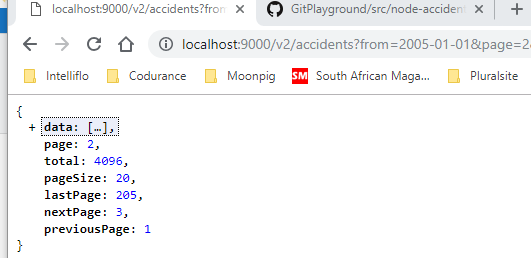 localhost:9000/v2/accidents?from
GitPlayground/src/node-acciden
localhost:9000/v2/accidents?from=2005-01-01&page=2&
Intelliflo
Codurance
Moonpig
SM South African Maga...
Pluralsite
{
+ data: […],
page: 2,
total: 4096,
pageSize: 20,
lastPage: 205,
nextPage: 3,
previousPage: 1
}